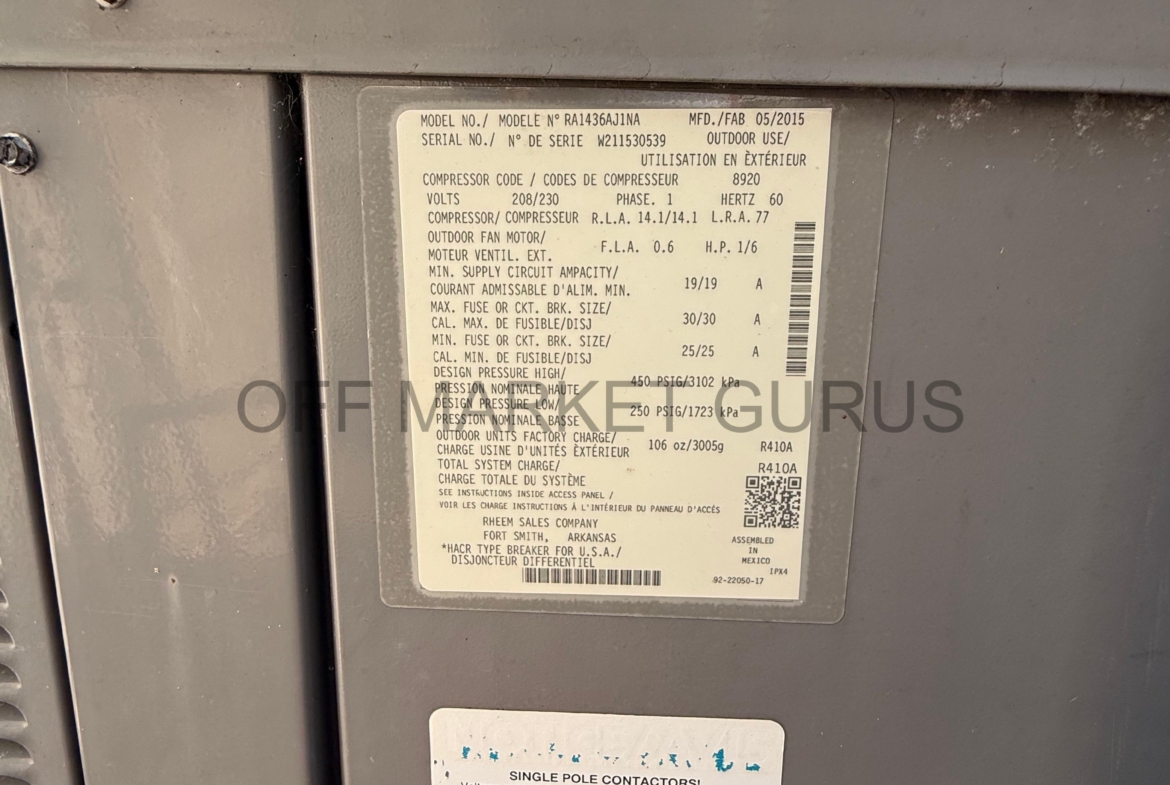 MODEL NO./ MODELE N° RA1436AJ1NA MFD./FAB 05/2015
SERIAL NO./ N° DE SERIE W211530539 OUTDOOR USE/
UTILISATION EN ÈXTÉRIEUR
COMPRESSOR CODE / CODES DE COMPRESSEUR 8920
VOLTS 208/230 PHASE. 1 HERTZ 60
COMPRESSOR/ COMPRESSEUR R.L.A. 14.1/14.1 L.R.A. 77
OUTDOOR FAN MOTOR/
MOTEUR VENTIL. EXT. F.L.A. 0.6 H.P. 1/6
MIN. SUPPLY CIRCUIT AMPACITY/
COURANT ADMISSABLE D'ALIM. MIN. 19/19 A
MAX. FUSE OR CKT. BRK. SIZE/
CAL. MAX. DE FUSIBLE/DISJ 30/30 A
MIN. FUSE OR CKT. BRK. SIZE/
CAL. MIN. DE FUSIBLE/DISJ 25/25 A
DESIGN PRESSURE HIGH/
PRESSION NOMINALE HAUTE 450 PSIG/3102 kPa
OFF MARKET GURUS
DESIGN PRESSURE LOW/
PRESSION NOMINALE BASSE 250 PSIG/1723 kPa
OUTDOOR UNITS FACTORY CHARGE/
CHARGE USINE D'UNITÉS ÈXTÉRIEUR 106 oz/3005g R410A
TOTAL SYSTEM CHARGE/ R410A
CHARGE TOTALE DU SYSTÈME
SEE INSTRUCTIONS INSIDE ACCESS PANEL /
VOIR LES CHARGE INSTRUCTIONS À L'INTÉRIEUR DU PANNEAU D'ACCÈS
RHEEM SALES COMPANY
FORT SMITH, ARKANSAS
*HACR TYPE BREAKER FOR U.S.A./
DISJONCTEUR DIFFERENTIEL
ASSEMBLED
IN
MEXICO
IPX4
92-22050-17
SINGLE POLE CONTACTORS!